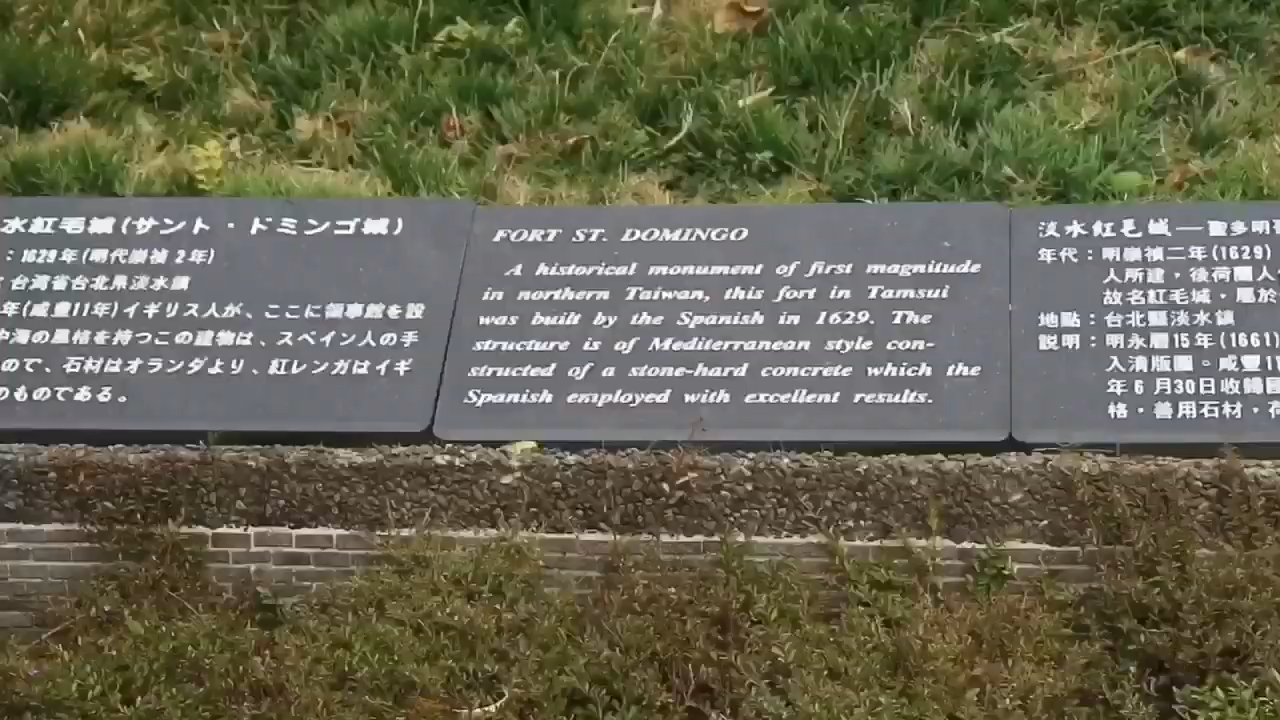 水紅毛城(サント・ドミンゴ城)
：1629年(明代崇禎2年)
：台湾省台北県淡水鎮
年(咸豊11年)イギリス人が、ここに領事館を設
中海の風格を持つこの建物は、スペイン人の手
ので、石材はオランダより、紅レンガはイギ
のものである。
FORT ST. DOMINGO
A historical monument of first magnitude
in northern Taiwan, this fort in Tamsui
was built by the Spanish in 1629. The
structure is of Mediterranean style con-
structed of a stone-hard concrete which the
Spanish employed with excellent results.
淡水紅毛城—聖多明
年代：明崇禎二年(1629)
人所建，後荷蘭人
故名紅毛城，屬於
地點：台北縣淡水鎮
説明：明永曆15年(1661)
入清版圖。咸豐11
年6月30日收歸
格，善用石材，荷